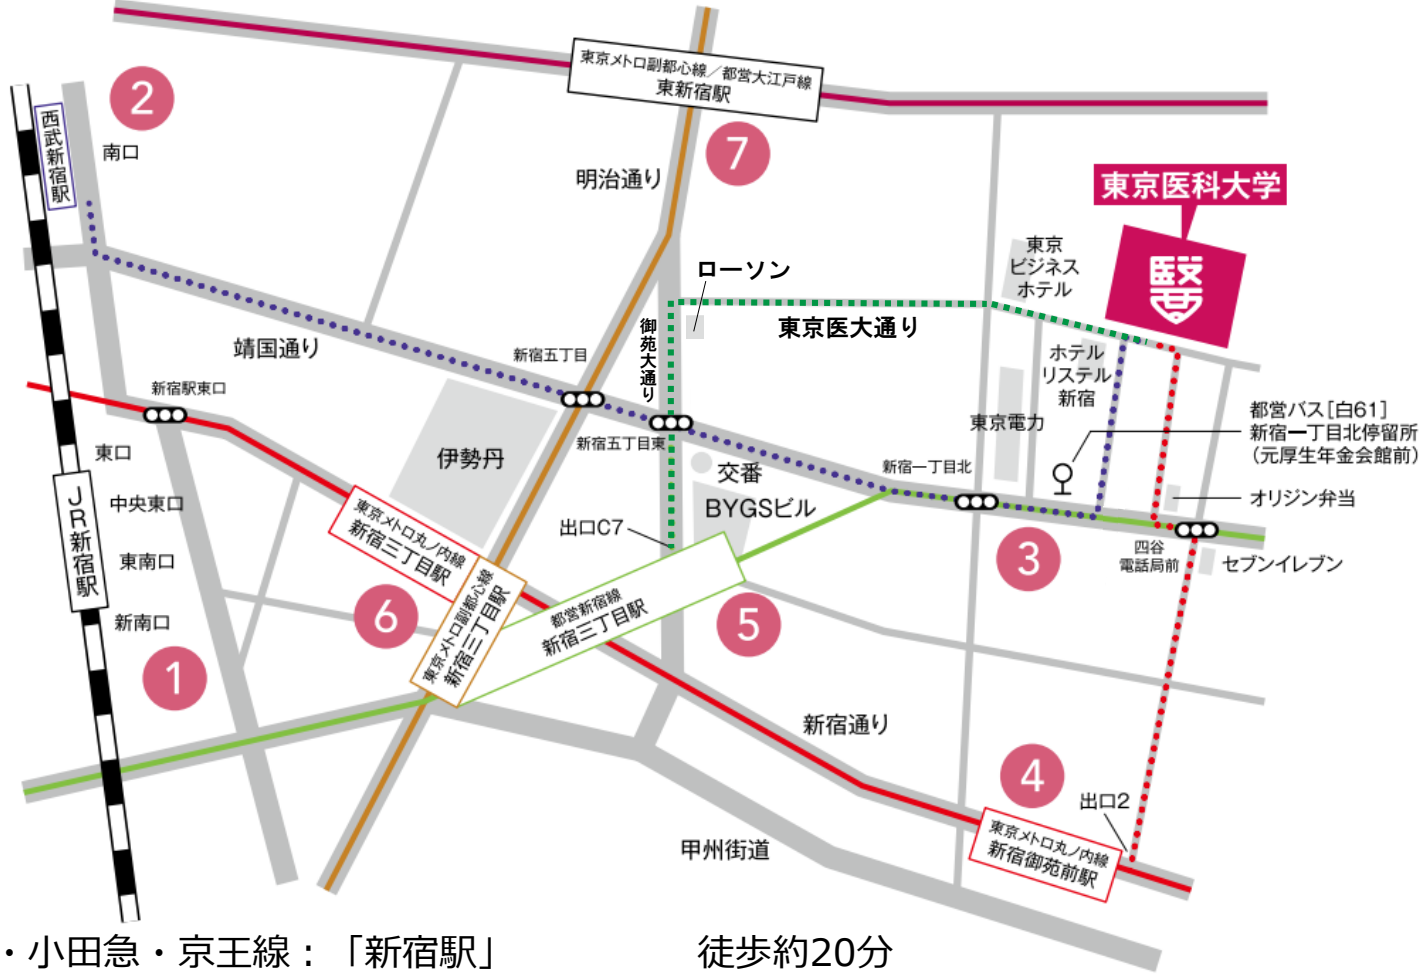 東京メトロ副都心線／都営大江戸線
東新宿駅
2
西武新宿駅
南口
7
明治通り
東京医科大学
東京
ビジネス
ホテル
ローソン
御苑大通り
東京医大通り
靖国通り
新宿五丁目
ホテル
リステル
新宿
新宿駅東口
都営バス[白61]
新宿一丁目北停留所
（元厚生年金会館前）
東京電力
東口
伊勢丹
新宿五丁目東
交番
新宿一丁目北
JR新宿駅
中央東口
BYGSビル
オリジン弁当
東京メトロ丸ノ内線
新宿三丁目駅
出口C7
3
四谷
電話局前
セブンイレブン
東南口
6
東京メトロ副都心線
新宿三丁目駅
都営新宿線
新宿三丁目駅
5
新南口
1
新宿通り
4
出口2
東京メトロ丸ノ内線
新宿御苑前駅
甲州街道
・小田急・京王線：「新宿駅」 徒歩約20分